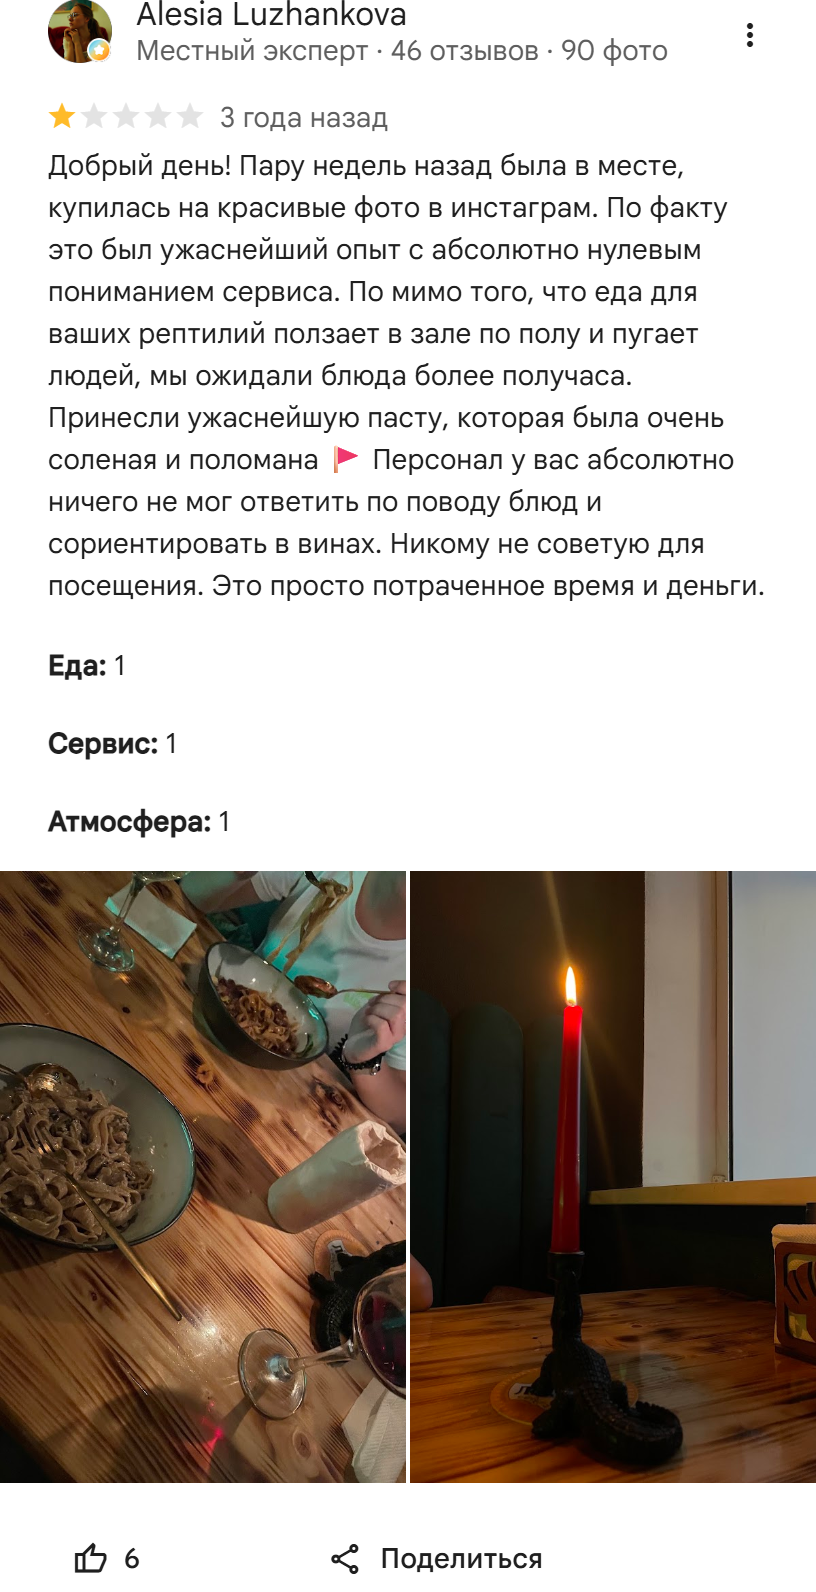 Alesia Luzhankova
Местный эксперт · 46 отзывов · 90 фото
3 года назад
Добрый день! Пару недель назад была в месте,
купилась на красивые фото в инстаграм. По факту
это был ужаснейший опыт с абсолютно нулевым
пониманием сервиса. По мимо того, что еда для
ваших рептилий ползает в зале по полу и пугает
людей, мы ожидали блюда более получаса.
Принесли ужаснейшую пасту, которая была очень
соленая и поломана 🚩 Персонал у вас абсолютно
ничего не мог ответить по поводу блюд и
сориентировать в винах. Никому не советую для
посещения. Это просто потраченное время и деньги.
Еда: 1
Сервис: 1
Атмосфера: 1
6
Поделиться